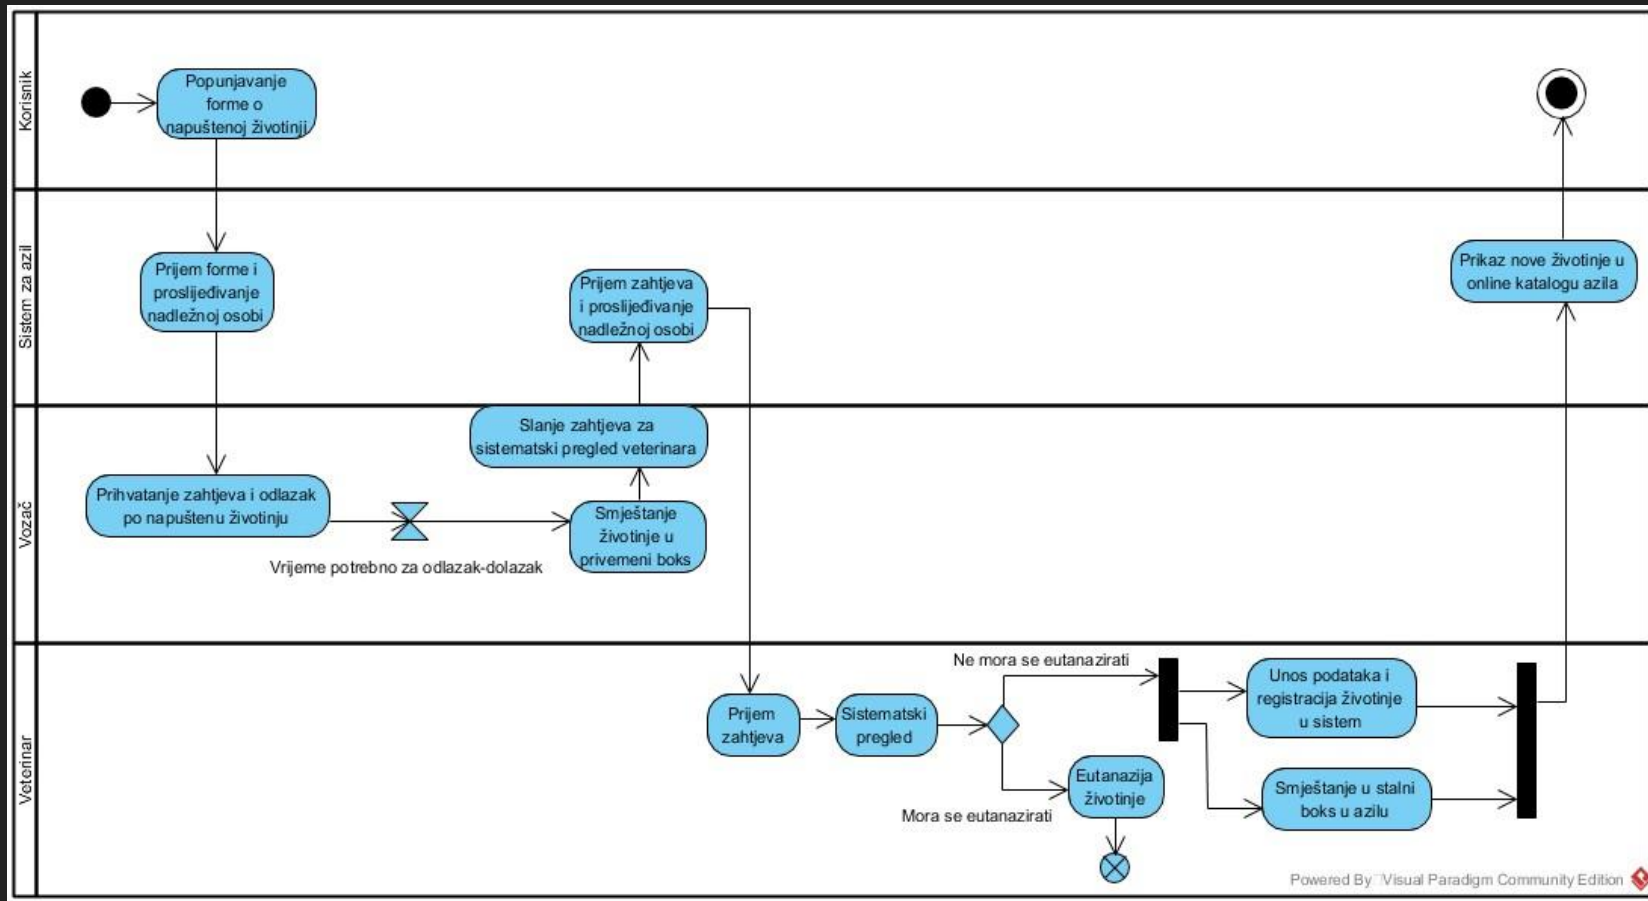 Korisnik
Popunjavanje
forme o
napuštenoj životinji
Sistem za azil
Prijem forme i
proslijeđivanje
nadležnoj osobi
Prijem zahtjeva
i proslijeđivanje
nadležnoj osobi
Prikaz nove životinje u
online katalogu azila
Vozač
Slanje zahtjeva za
sistematski pregled veterinara
Prihvatanje zahtjeva i odlazak
po napuštenu životinju
Vrijeme potrebno za odlazak-dolazak
Smještanje
životinje u
privemeni boks
Veterinar
Prijem
zahtjeva
Sistematski
pregled
Ne mora se eutanazirati
Mora se eutanazirati
Eutanazija
životinje
Unos podataka i
registracija životinje
u sistem
Smještanje u stalni
boks u azilu
Powered By Visual Paradigm Community Edition